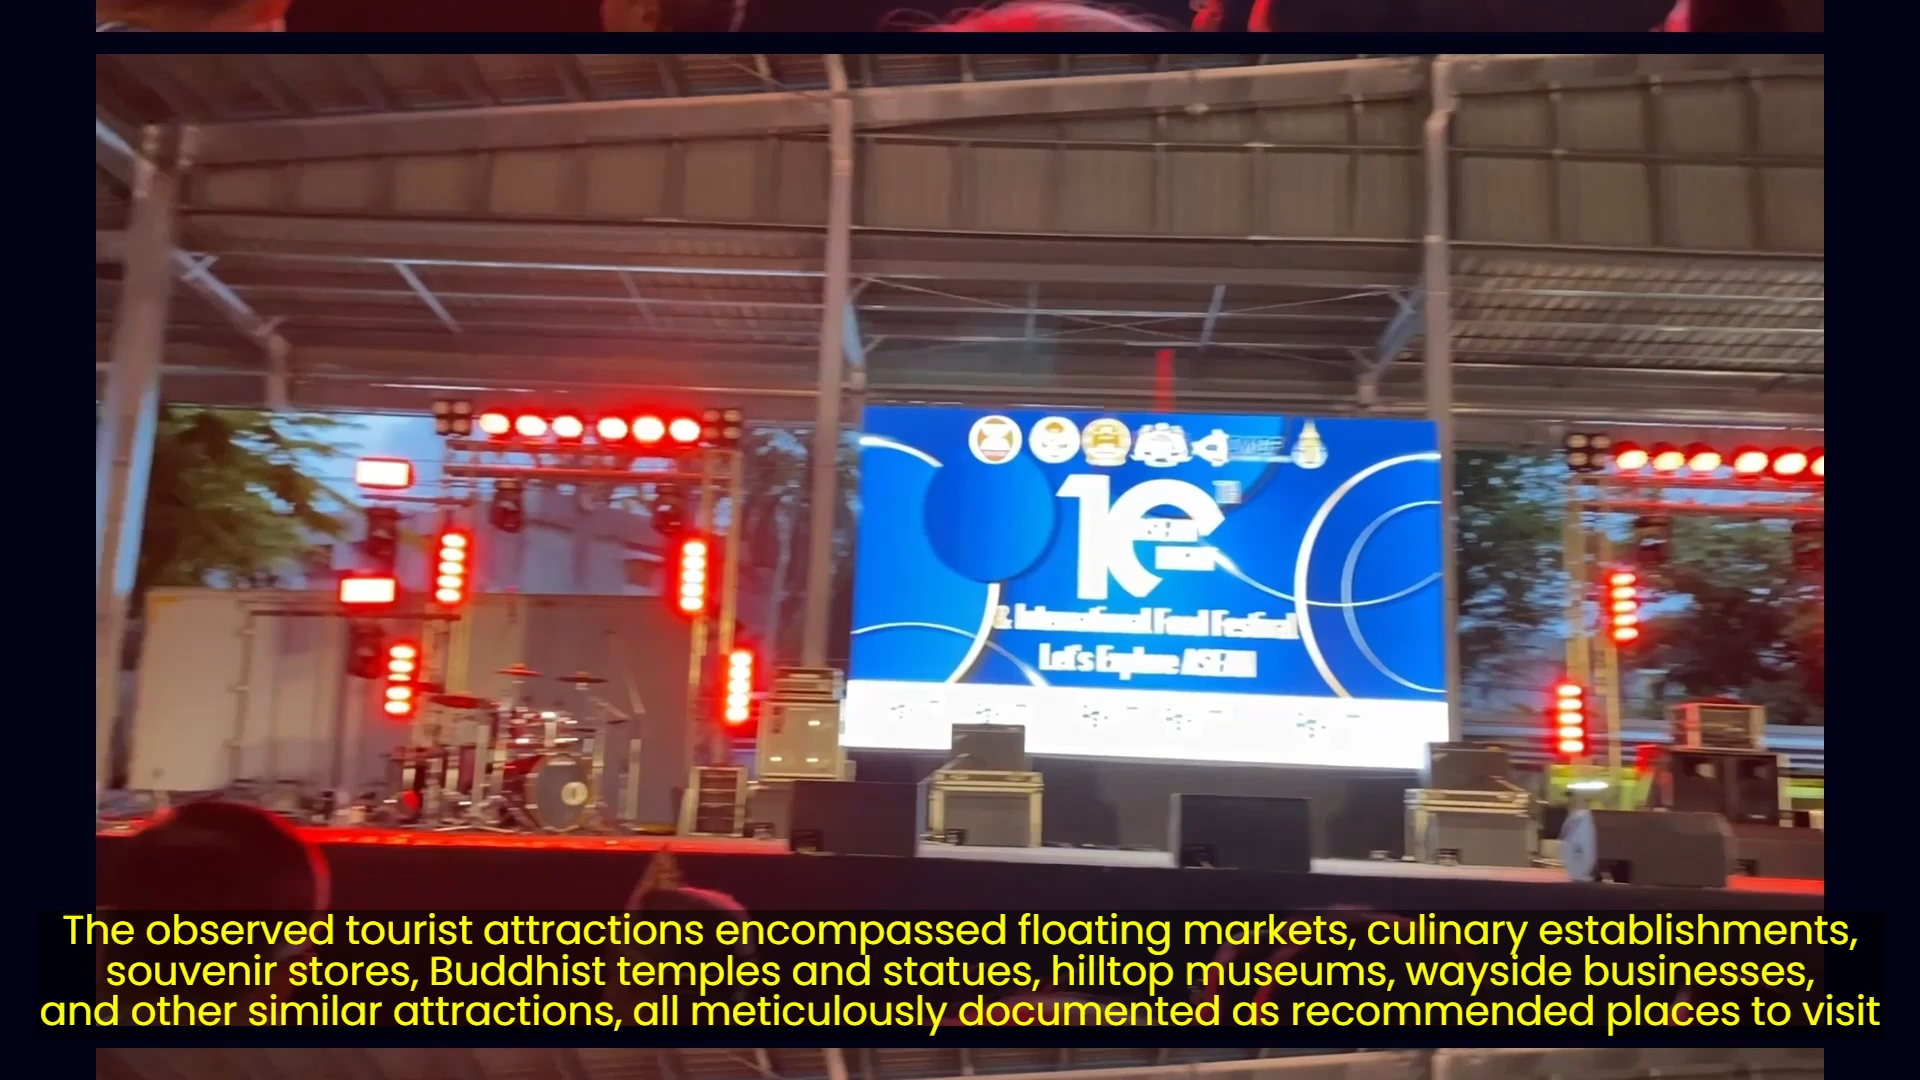 10TH
& International Food Festival
Let's Explore ASEAN
The observed tourist attractions encompassed floating markets, culinary establishments,
souvenir stores, Buddhist temples and statues, hilltop museums, wayside businesses,
and other similar attractions, all meticulously documented as recommended places to visit